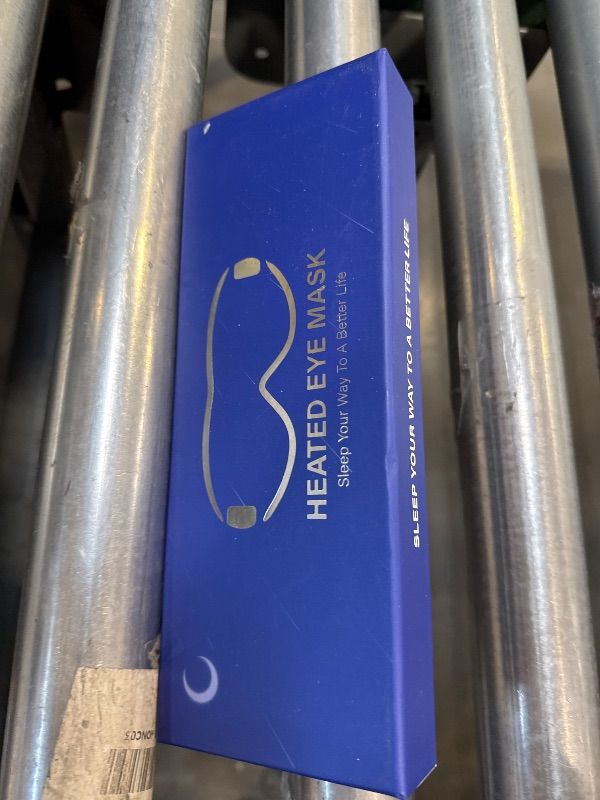 HEATED EYE MASK
Sleep Your Way To A Better Life
SLEEP YOUR WAY TO A BETTER LIFE